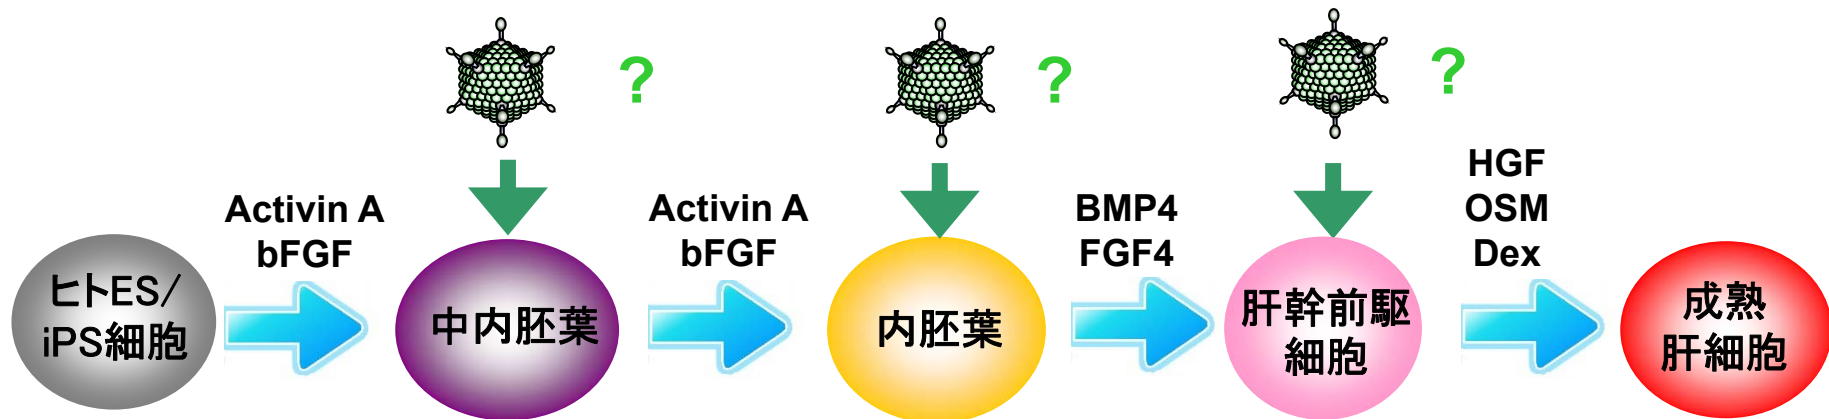 ?
?
?
Activin A
bFGF
Activin A
bFGF
BMP4
FGF4
HGF
OSM
Dex
ヒトES/
iPS細胞
中内胚葉
内胚葉
肝幹前駆
細胞
成熟
肝細胞